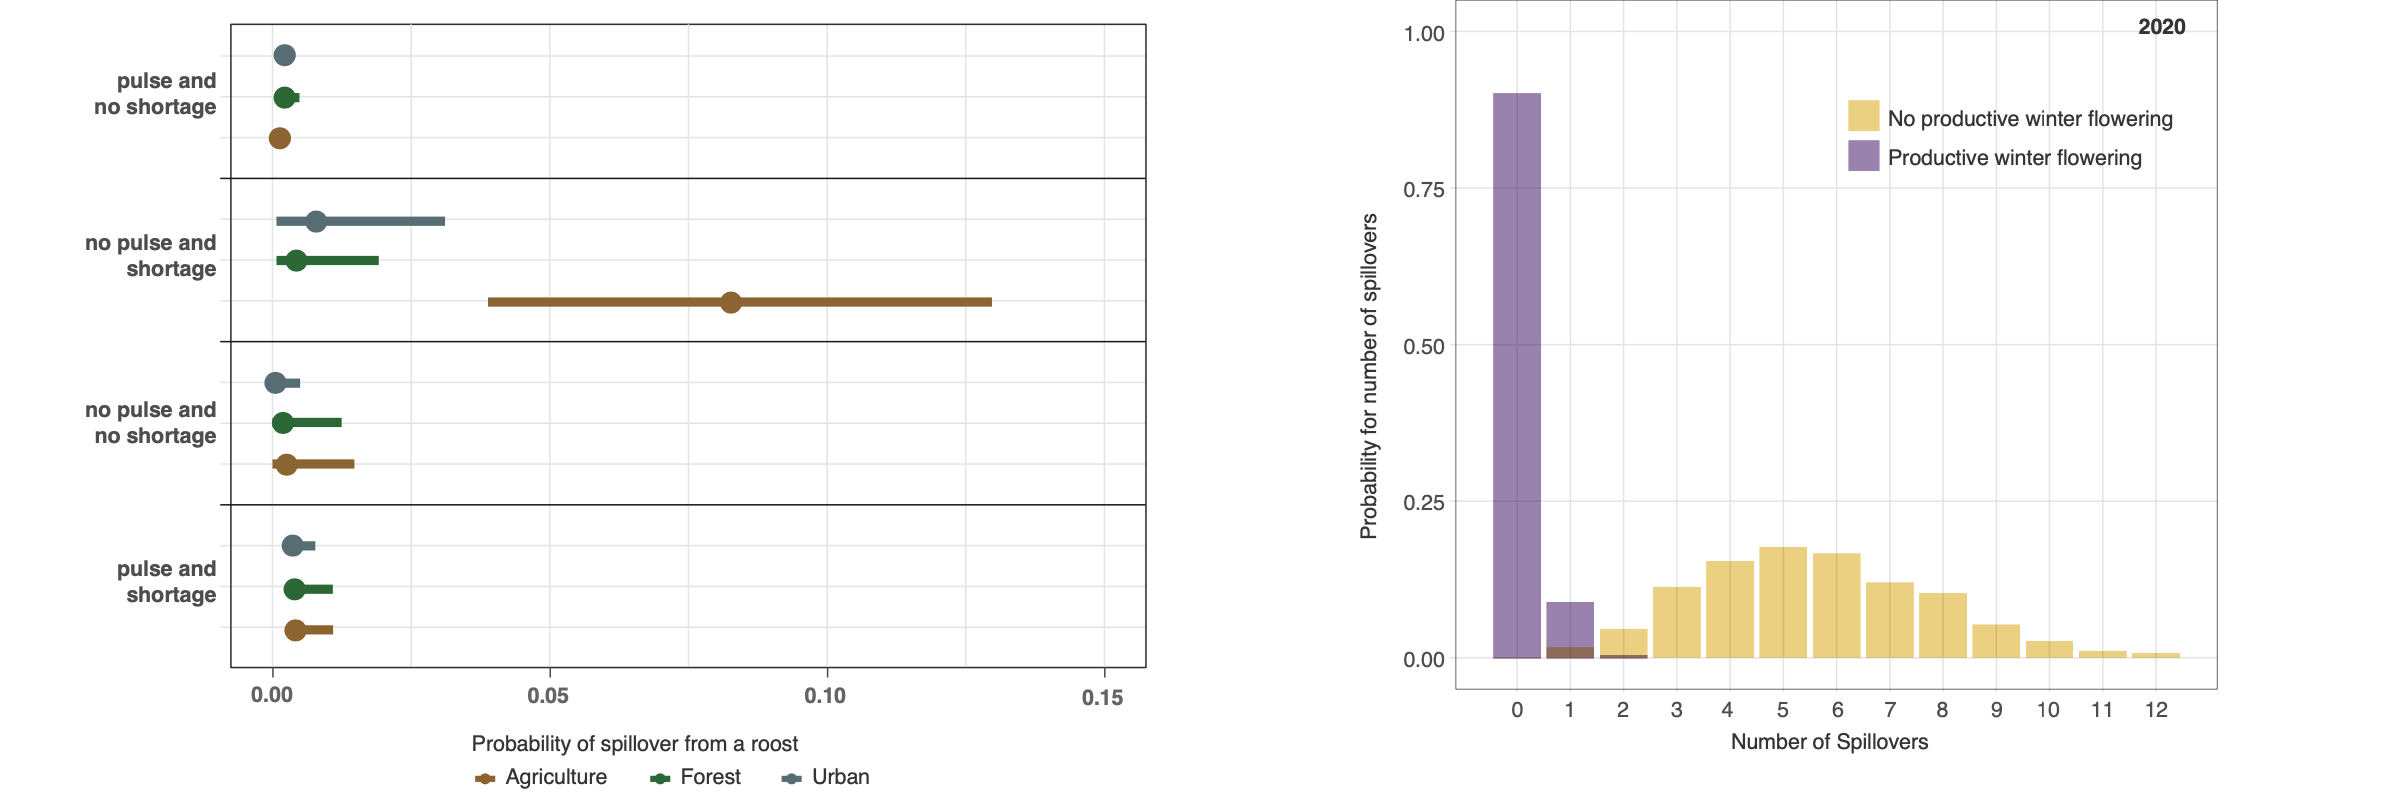 pulse and
no shortage
no pulse and
shortage
no pulse and
no shortage
pulse and
shortage
0.00 0.05 0.10 0.15
Probability of spillover from a roost
Agriculture Forest Urban
2020
No productive winter flowering
Productive winter flowering
Probability for number of spillovers
1.00
0.75
0.50
0.25
0.00
0 1 2 3 4 5 6 7 8 9 10 11 12
Number of Spillovers